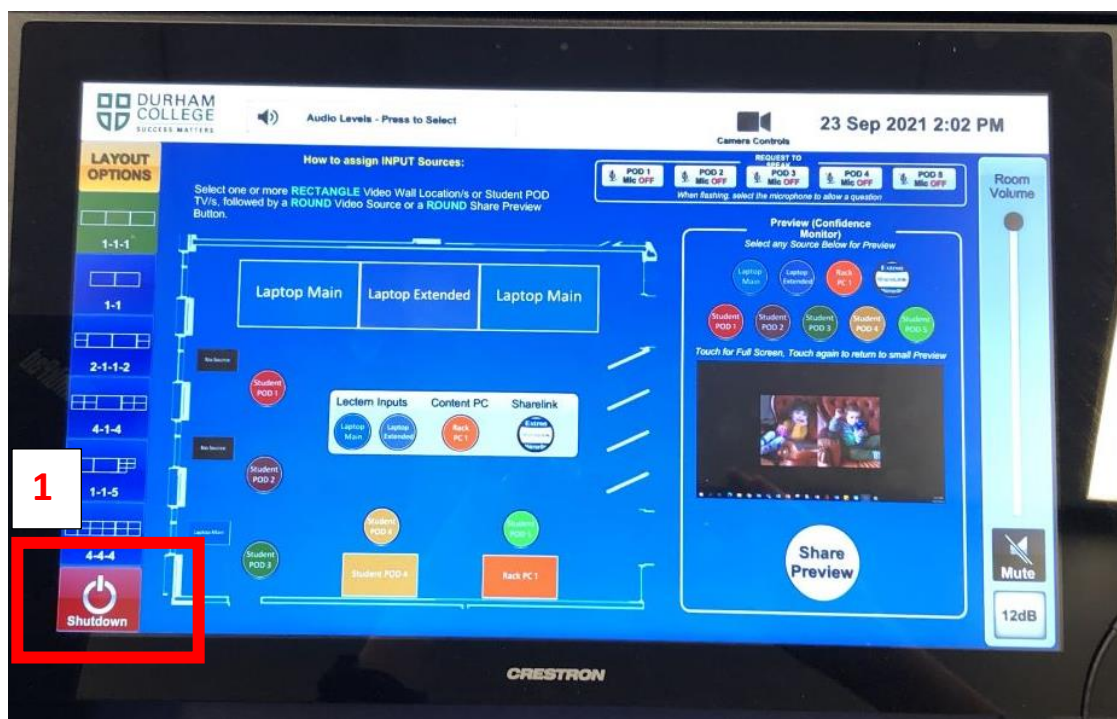 DURHAM
COLLEGE
SUCCESS MATTERS
Audio Levels - Press to Select
Camera Controls
23 Sep 2021 2:02 PM
LAYOUT
OPTIONS
1-1-1
1-1
2-1-1-2
4-1-4
1-1-5
4-4-4
1
Shutdown
How to assign INPUT Sources:
Select one or more RECTANGLE Video Wall Location/s or Student POD
TV/s, followed by a ROUND Video Source or a ROUND Share Preview
Button.
Laptop Main
Laptop Extended
Laptop Main
No Source
Student
POD 1
Lectern Inputs
Content PC
Sharelink
Laptop
Main
Laptop
Extended
Rack
PC 1
Extron
No Source
Student
POD 2
Laptop Main
Student
POD 3
Student
POD 4
Student POD 4
Student
POD 5
Rack PC 1
REQUEST TO
SPEAK
POD 1
Mic OFF
POD 2
Mic OFF
POD 3
Mic OFF
POD 4
Mic OFF
POD 5
Mic OFF
When flashing, select the microphone to allow a question
Preview (Confidence
Monitor)
Select any Source Below for Preview
Laptop
Main
Laptop
Extended
Rack
PC 1
Extron
Student
POD 1
Student
POD 2
Student
POD 3
Student
POD 4
Student
POD 5
Touch for Full Screen, Touch again to return to small Preview
Share
Preview
Room
Volume
Mute
12dB
CRESTRON